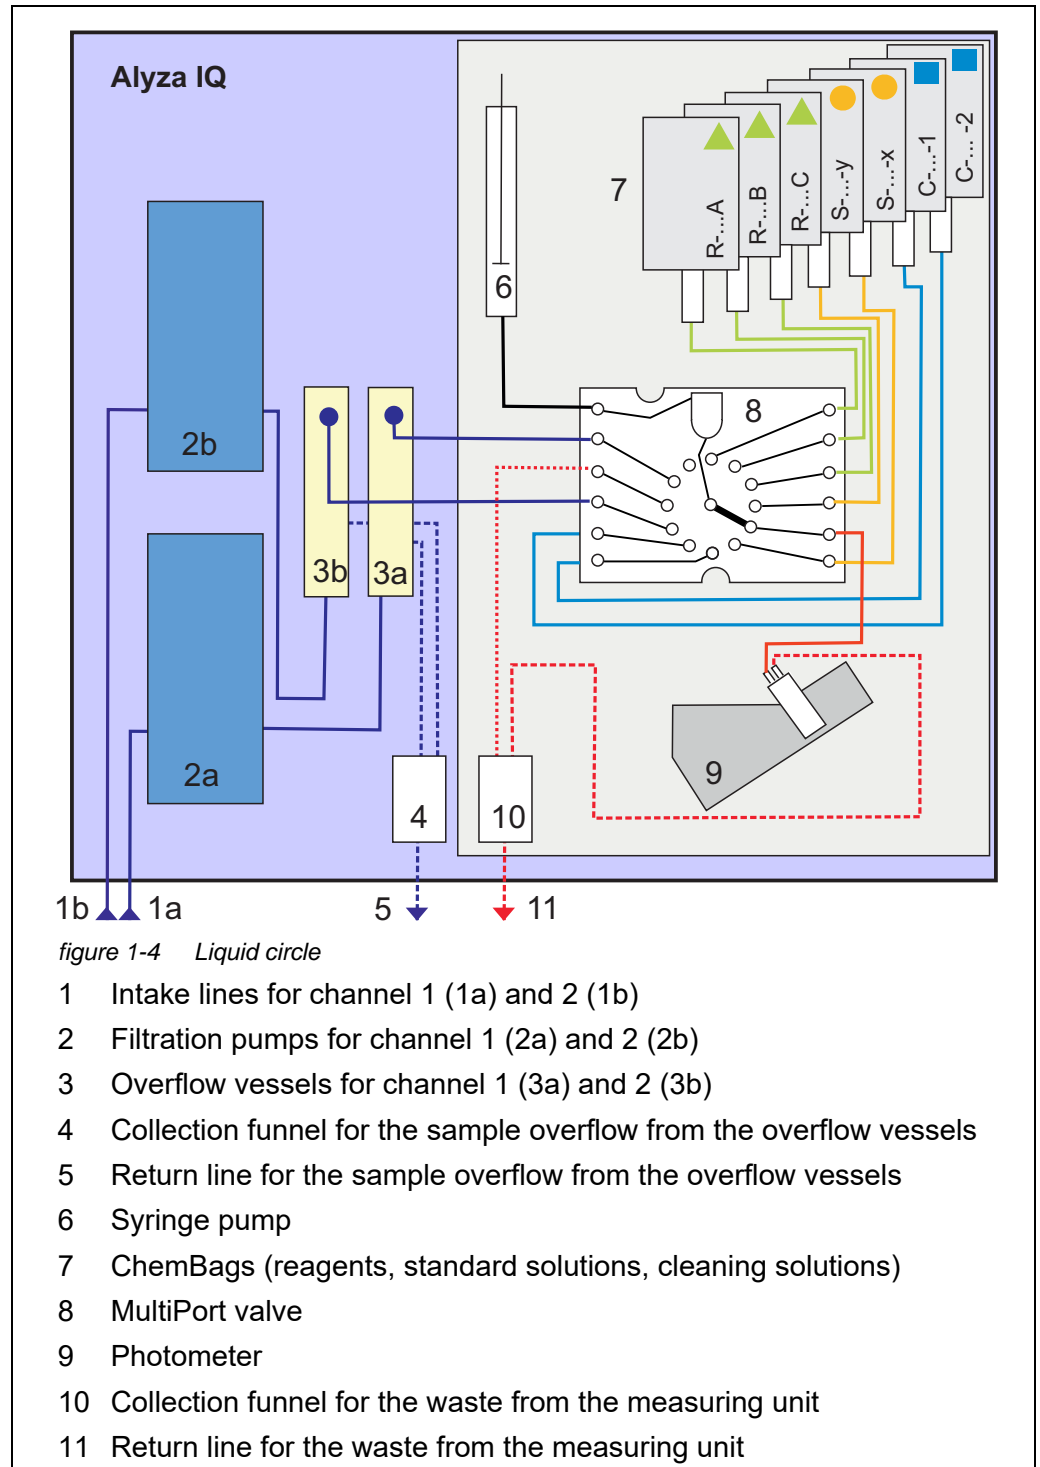 Alyza IQ
7
R-...A
R-...B
R-...C
S-...-y
S-...-x
C-...-1
C-... -2
6
2b
8
3b
3a
2a
9
4
10
1b
1a
5
11
figure 1-4 Liquid circle
1 Intake lines for channel 1 (1a) and 2 (1b)
2 Filtration pumps for channel 1 (2a) and 2 (2b)
3 Overflow vessels for channel 1 (3a) and 2 (3b)
4 Collection funnel for the sample overflow from the overflow vessels
5 Return line for the sample overflow from the overflow vessels
6 Syringe pump
7 ChemBags (reagents, standard solutions, cleaning solutions)
8 MultiPort valve
9 Photometer
10 Collection funnel for the waste from the measuring unit
11 Return line for the waste from the measuring unit